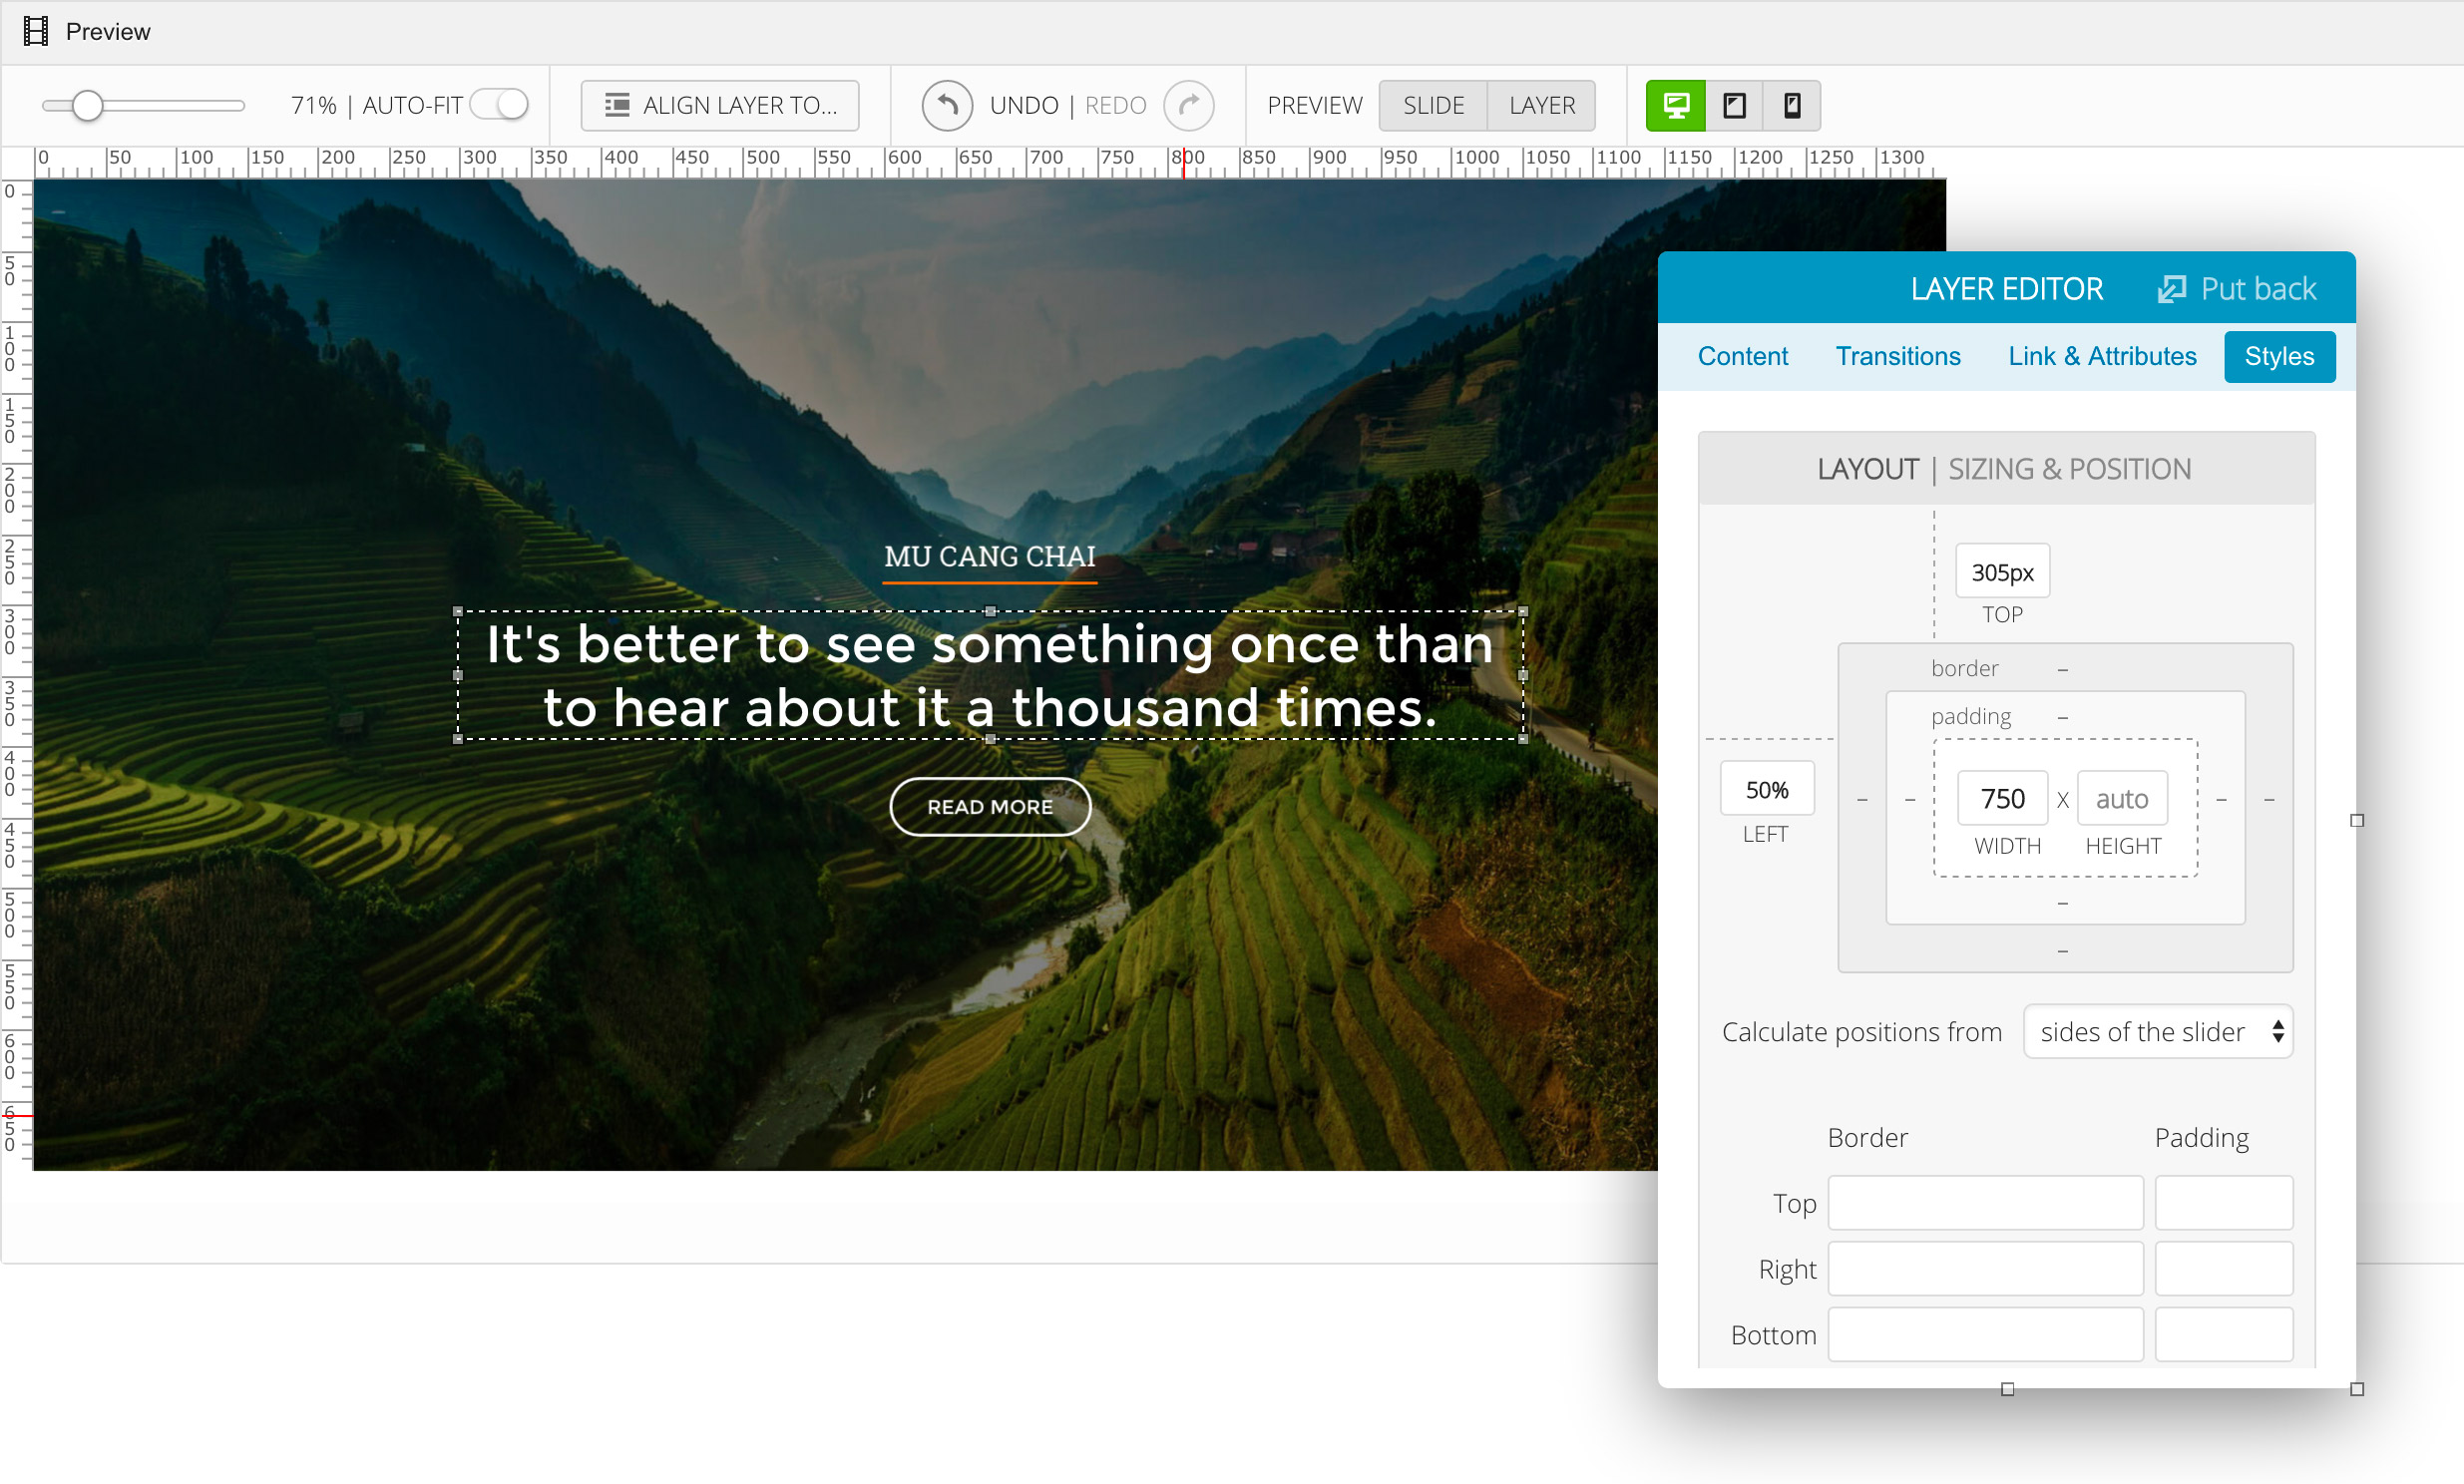 Preview
71% | AUTO-FIT
ALIGN LAYER TO...
UNDO | REDO
PREVIEW
SLIDE
LAYER
0 50 100 150 200 250 300 350 400 450 500 550 600 650 700 750 800 850 900 950 1000 1050 1100 1150 1200 1250 1300
0
50
100
150
200
250
300
350
400
450
500
550
600
650
MU CANG CHAI
It's better to see something once than
to hear about it a thousand times.
READ MORE
LAYER EDITOR
Put back
Content
Transitions
Link & Attributes
Styles
LAYOUT | SIZING & POSITION
305px
TOP
border –
padding –
50%
LEFT
– –
750 X auto
– –
WIDTH HEIGHT
–
–
Calculate positions from
sides of the slider
Border
Padding
Top
Right
Bottom